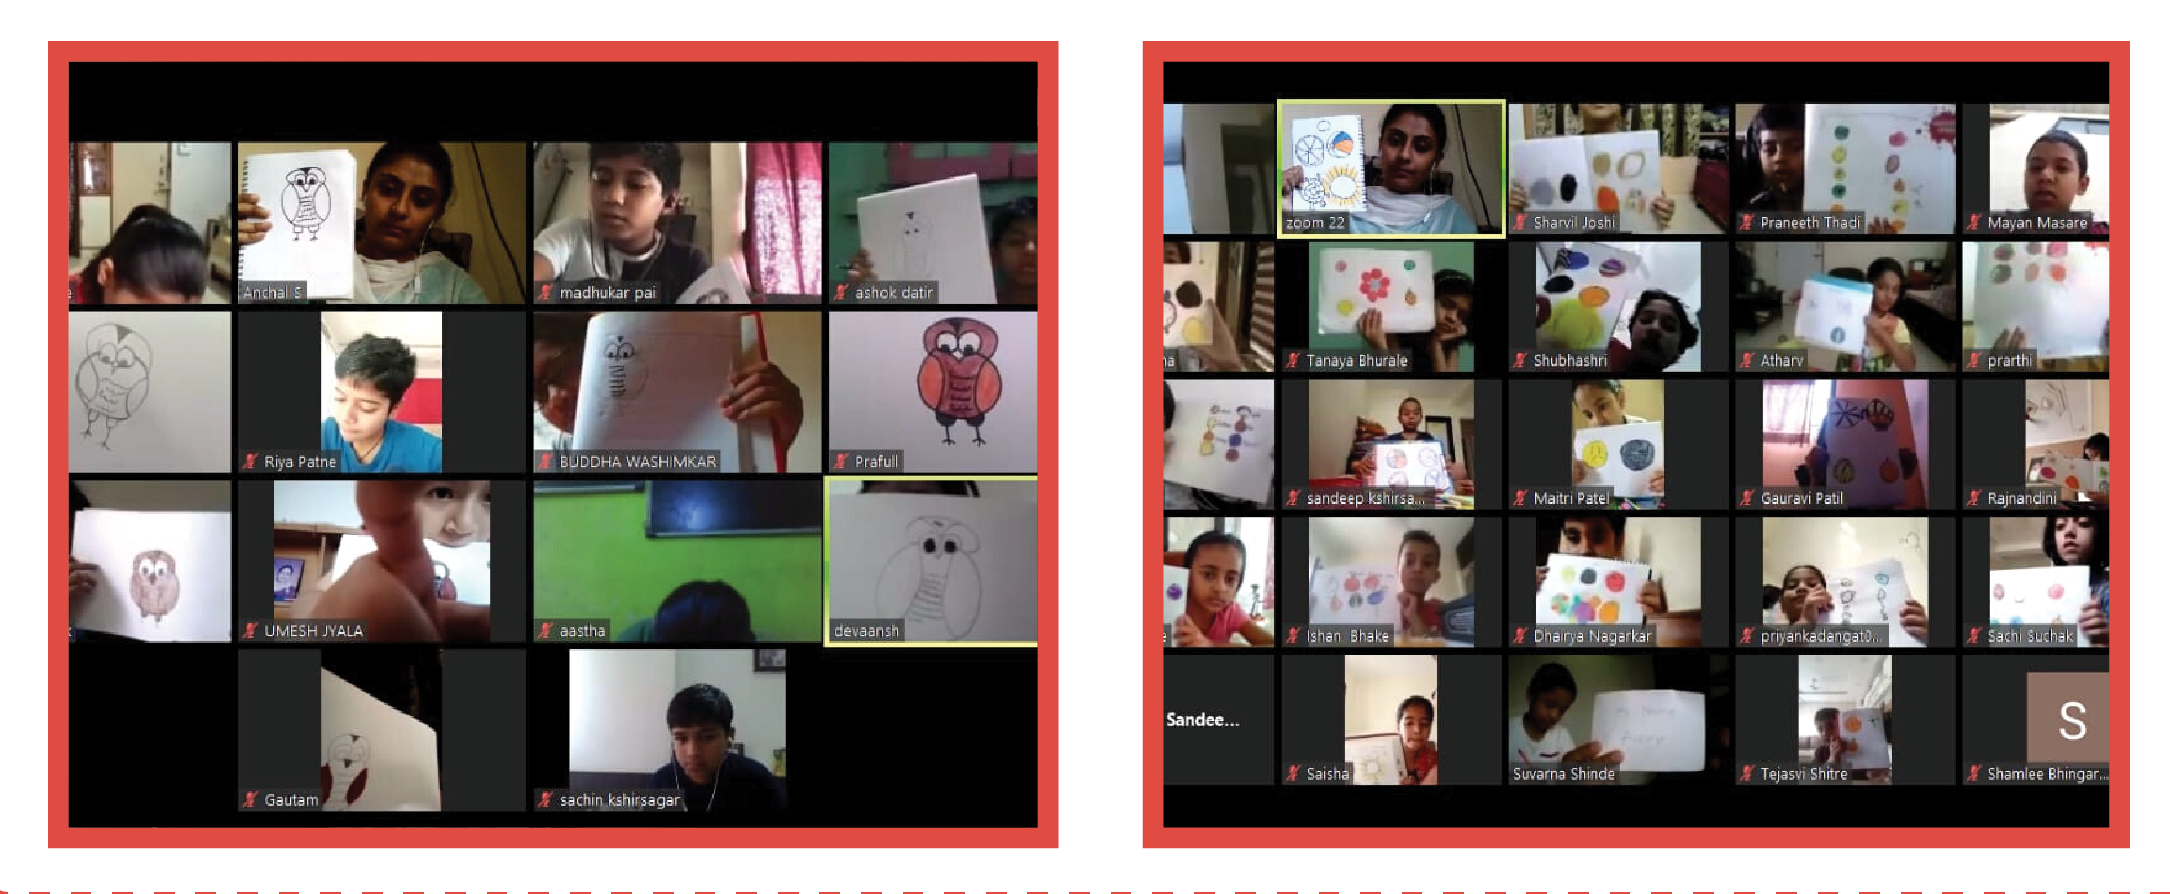 Anchal S
madhukar pai
ashok datir
Riya Patne
BUDDHA WASHIMKAR
Prafull
UMESH JYALA
aastha
devaansh
Gautam
sachin kshirsagar
zoom 22
Sharvil Joshi
Praneeth Thadi
Mayan Masare
na
Tanaya Bhurale
Shubhashri
Atharv
prarthi
sandeep kshirsa...
Maitri Patel
Gauravi Patil
Rajnandini
e
Ishan Bhake
Dhairya Nagarkar
priyankadangat0...
Sachi Suchak
Sandee...
Saisha
Suvarna Shinde
Tejasvi Shitre
S
Shamlee Bhingar...